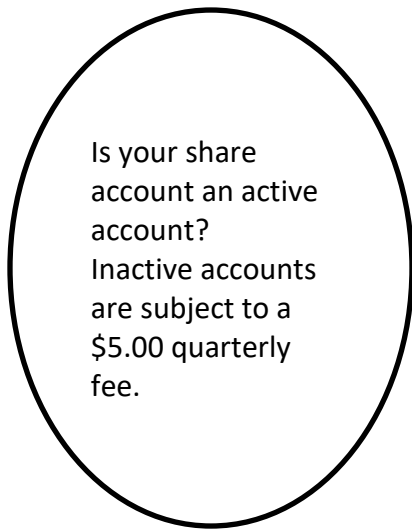 Is your share
account an active
account?
Inactive accounts
are subject to a
$5.00 quarterly
fee.